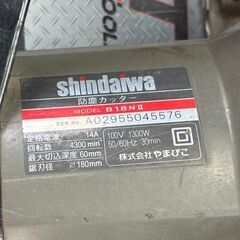 shindaiwa
防塵カッター
MODEL B18NⅡ
SER.No. A02955045576
定格電流 14A 100V 1300W
回転数 4300min 50/60Hz 30min
最大切込深度 60mm
鋸刃径 φ180mm 株式会社やまびこ